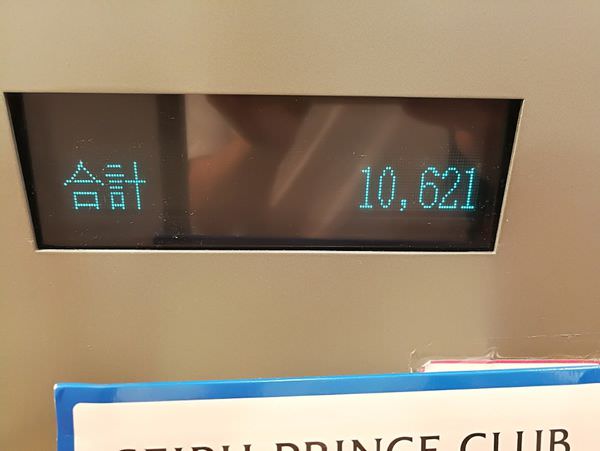 合計 10,621
SEIBU PRINCE CLUB